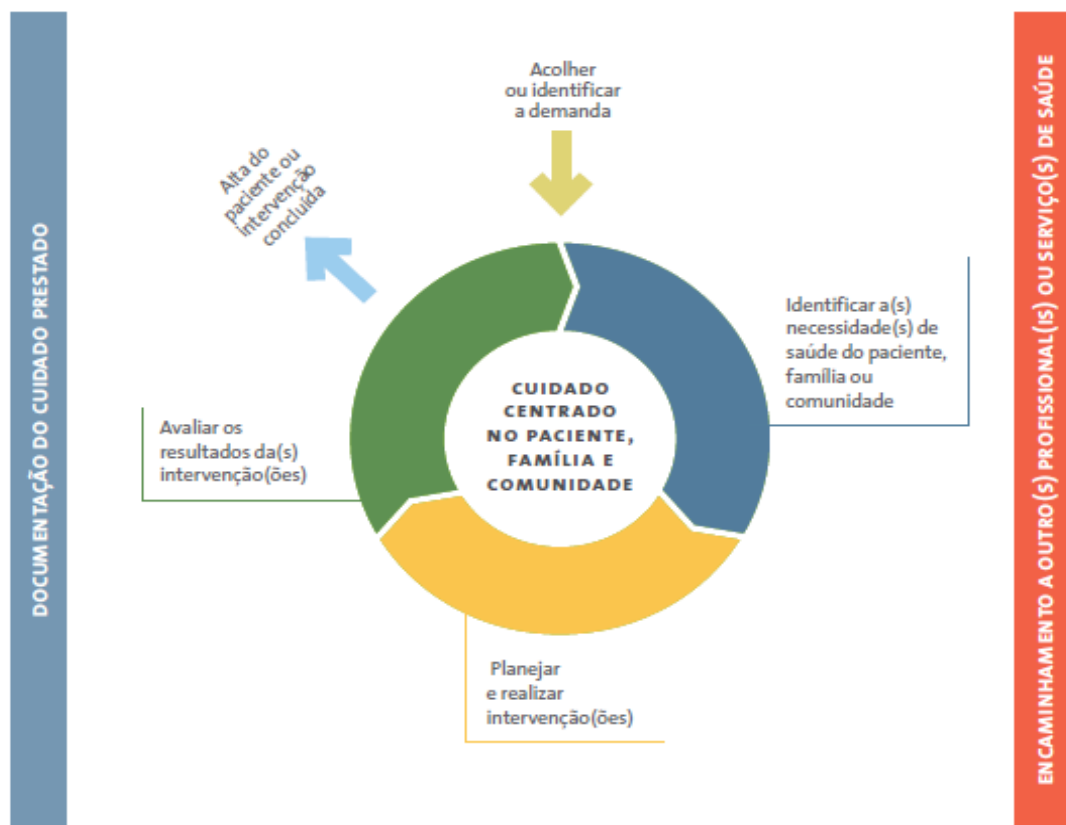 DOCUMENTAÇÃO DO CUIDADO PRESTADO
Acolher
ou identificar
a demanda
Alta do
paciente ou
intervenção
concluída
Identificar a(s)
necessidade(s) de
saúde do paciente,
família ou
comunidade
CUIDADO
CENTRADO
NO PACIENTE,
FAMÍLIA E
COMUNIDADE
Avaliar os
resultados da(s)
intervenção(ões)
Planejar
e realizar
intervenção(ões)
ENCAMINHAMENTO A OUTRO(S) PROFISSIONAL(IS) OU SERVIÇO(S) DE SAÚDE